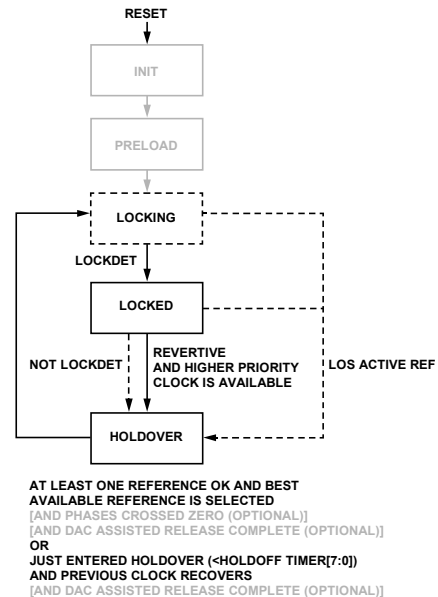 RESET
INIT
PRELOAD
LOCKING
LOCKDET
LOCKED
NOT LOCKDET
REVERTIVE
AND HIGHER PRIORITY
CLOCK IS AVAILABLE
LOS ACTIVE REF
HOLDOVER
AT LEAST ONE REFERENCE OK AND BEST
AVAILABLE REFERENCE IS SELECTED
[AND PHASES CROSSED ZERO (OPTIONAL)]
[AND DAC ASSISTED RELEASE COMPLETE (OPTIONAL)]
OR
JUST ENTERED HOLDOVER (<HOLDOFF TIMER[7:0])
AND PREVIOUS CLOCK RECOVERS
[AND DAC ASSISTED RELEASE COMPLETE (OPTIONAL)]